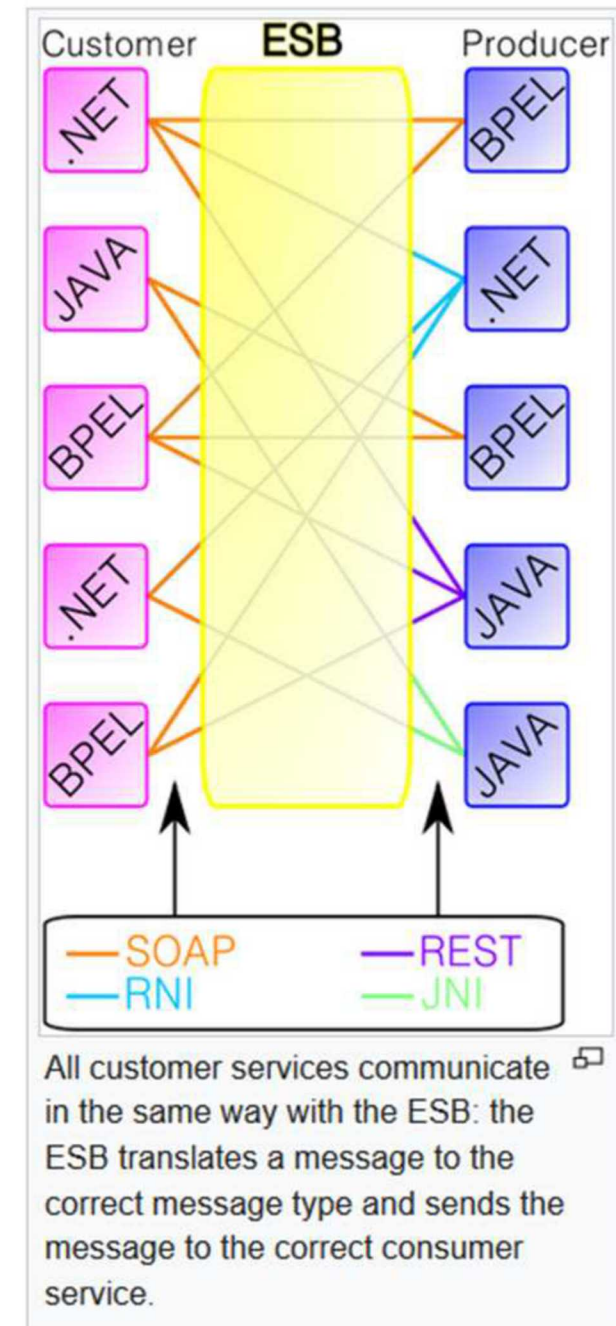 Customer ESB Producer
.NET BPEL
JAVA .NET
BPEL BPEL
.NET JAVA
BPEL JAVA
SOAP REST
RNI JNI
All customer services communicate
in the same way with the ESB: the
ESB translates a message to the
correct message type and sends the
message to the correct consumer
service.